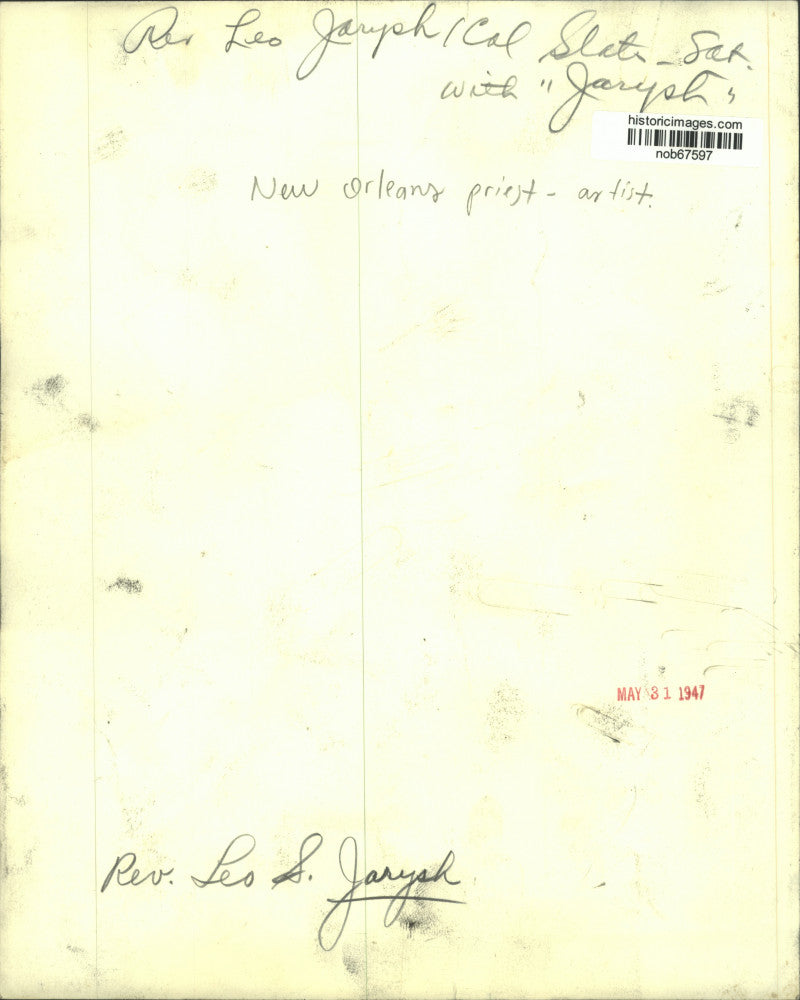 Rev Leo Jarysh / Col Slate - Sat.
with "Jarysh"
historicimages.com
nob67597
New Orleans priest - artist.
MAY 31 1947
Rev. Leo S. Jarysh